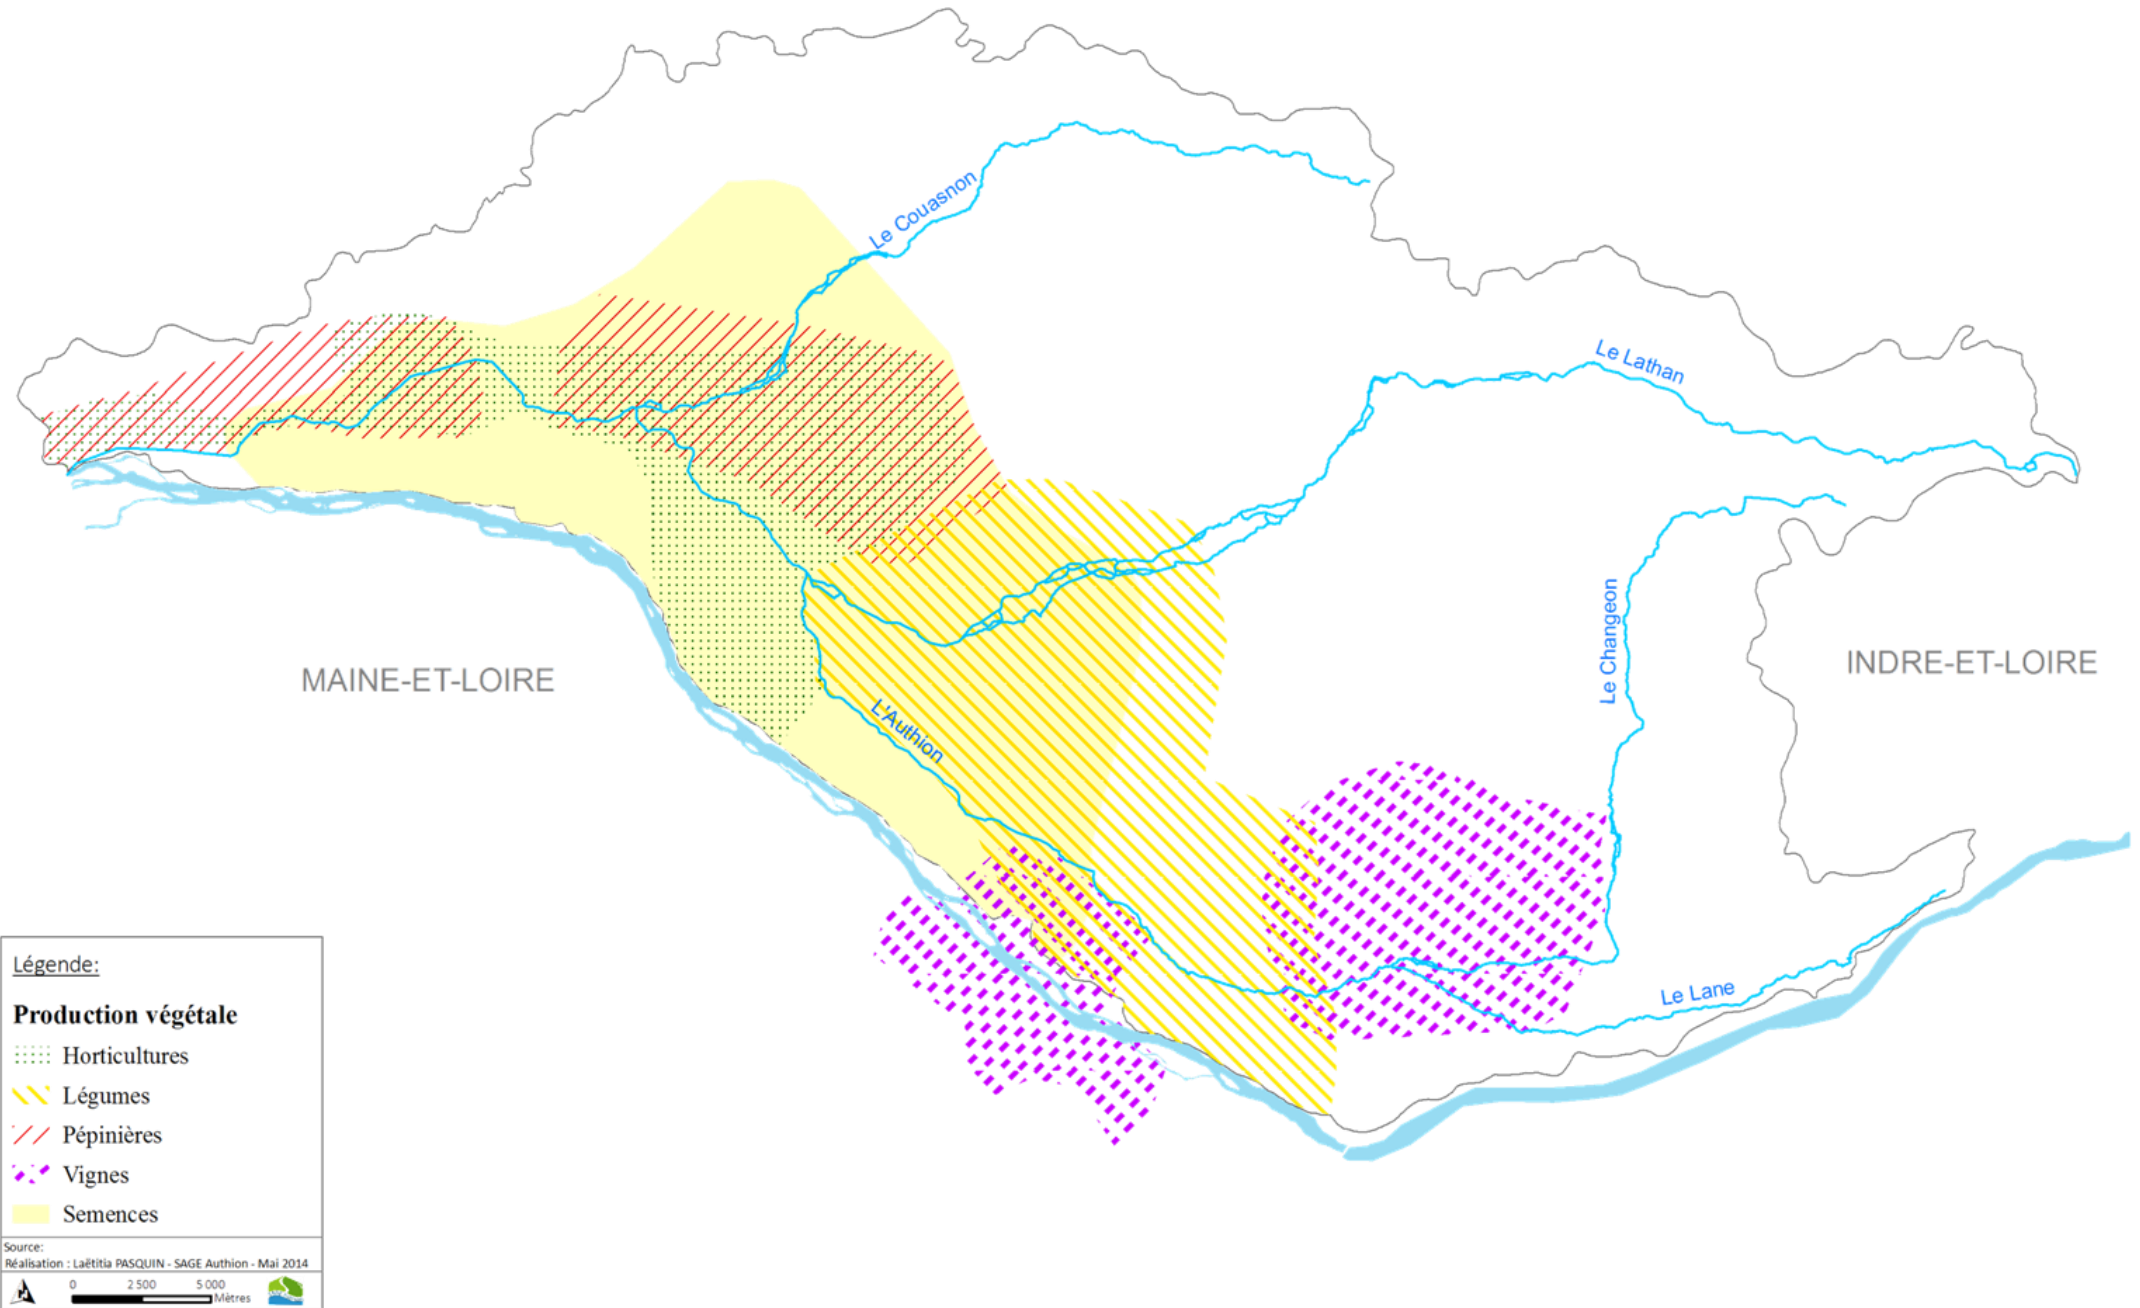 Le Couasnon
Le Lathan
Le Changeon
MAINE-ET-LOIRE
INDRE-ET-LOIRE
L'Authion
Le Lane
Légende:
Production végétale
Horticultures
Légumes
Pépinières
Vignes
Semences
Source:
Réalisation : Laëtitia PASQUIN - SAGE Authion - Mai 2014
0 2 500 5 000
Mètres